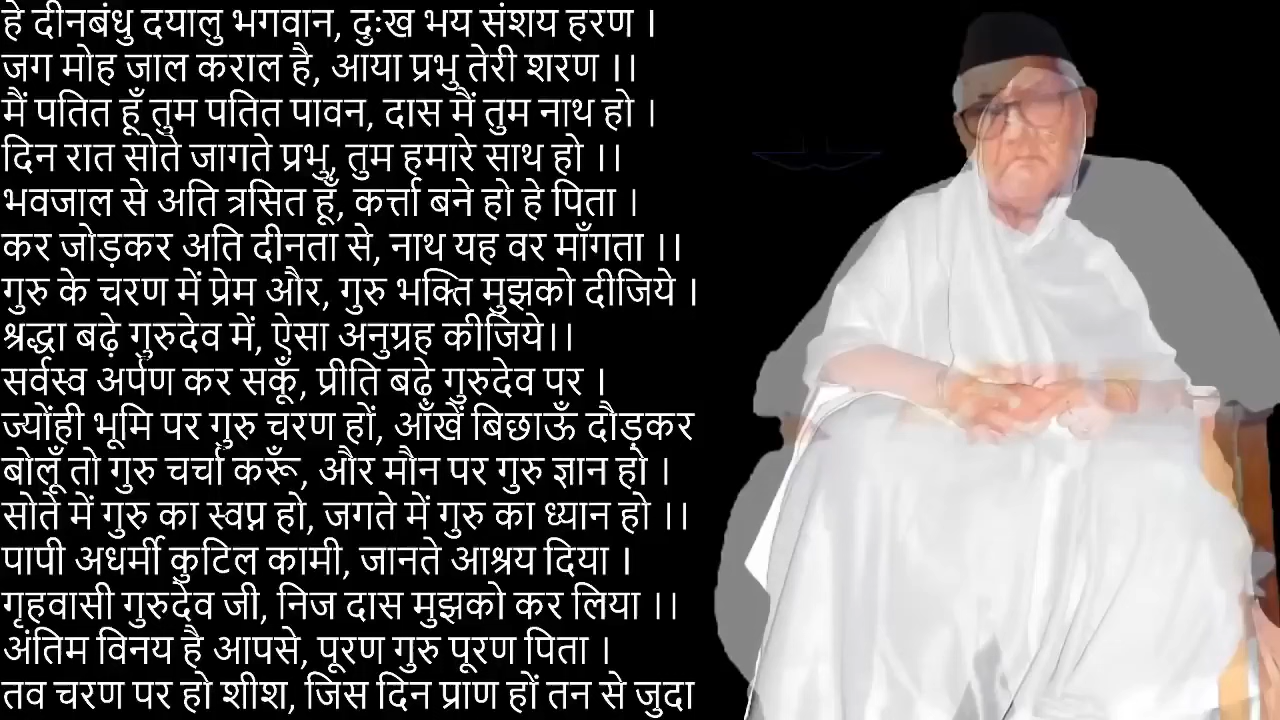 हे दीनबंधु दयालु भगवान, दुःख भय संशय हरण ।
जग मोह जाल कराल है, आया प्रभु तेरी शरण ।।
मैं पतित हूँ तुम पतित पावन, दास मैं तुम नाथ हो ।
दिन रात सोते जागते प्रभु, तुम हमारे साथ हो ।।
भवजाल से अति त्रसित हूँ, कर्त्ता बने हो हे पिता ।
कर जोड़कर अति दीनता से, नाथ यह वर माँगता ।।
गुरु के चरण में प्रेम और, गुरु भक्ति मुझको दीजिये ।
श्रद्धा बढ़े गुरुदेव में, ऐसा अनुग्रह कीजिये।।
सर्वस्व अर्पण कर सकूँ, प्रीति बढ़े गुरुदेव पर ।
ज्योंही भूमि पर गुरु चरण हों, आँखें बिछाऊँ दौड़कर
बोलूँ तो गुरु चर्चा करूँ, और मौन पर गुरु ज्ञान हो ।
सोते में गुरु का स्वप्न हो, जगते में गुरु का ध्यान हो ।।
पापी अधर्मी कुटिल कामी, जानते आश्रय दिया ।
गृहवासी गुरुदेव जी, निज दास मुझको कर लिया ।।
अंतिम विनय है आपसे, पूरण गुरु पूरण पिता ।
तव चरण पर हो शीश, जिस दिन प्राण हों तन से जुदा